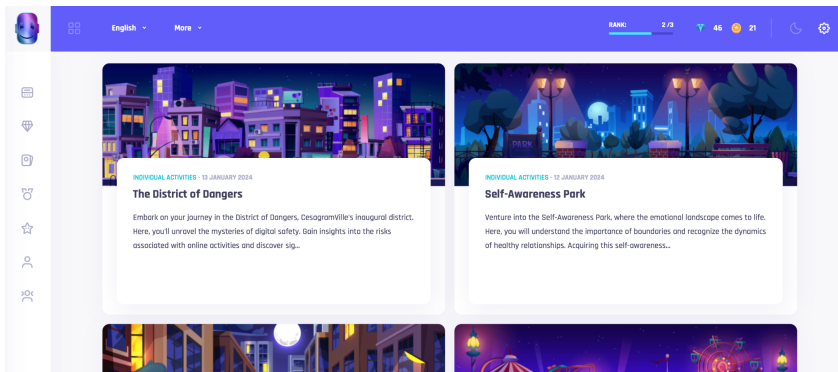 English
More
RANK:
2 /3
46
21
PARK
INDIVIDUAL ACTIVITIES - 13 JANUARY 2024
The District of Dangers
Embark on your journey in the District of Dangers, CesagramVille's inaugural district.
Here, you'll unravel the mysteries of digital safety. Gain insights into the risks
associated with online activities and discover sig...
INDIVIDUAL ACTIVITIES - 12 JANUARY 2024
Self-Awareness Park
Venture into the Self-Awareness Park, where the emotional landscape comes to life.
Here, you will understand the importance of boundaries and recognize the dynamics
of healthy relationships. Acquiring this self-awareness...